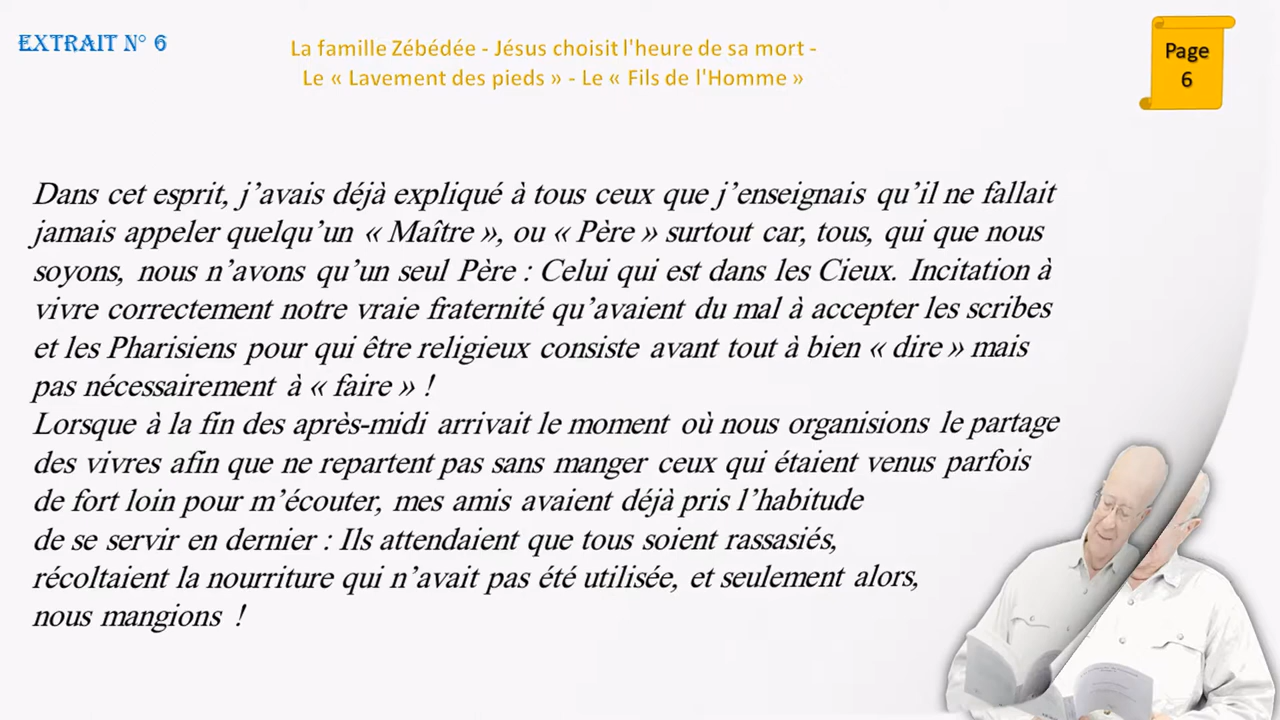 EXTRAIT N° 6
La famille Zébédée - Jésus choisit l'heure de sa mort -
Le « Lavement des pieds » - Le « Fils de l'Homme »
Page
6
Dans cet esprit, j’avais déjà expliqué à tous ceux que j’enseignais qu’il ne fallait
jamais appeler quelqu’un « Maître », ou « Père » surtout car, tous, qui que nous
soyons, nous n’avons qu’un seul Père : Celui qui est dans les Cieux. Incitation à
vivre correctement notre vraie fraternité qu’avaient du mal à accepter les scribes
et les Pharisiens pour qui être religieux consiste avant tout à bien « dire » mais
pas nécessairement à « faire » !
Lorsque à la fin des après-midi arrivait le moment où nous organisions le partage
des vivres afin que ne repartent pas sans manger ceux qui étaient venus parfois
de fort loin pour m’écouter, mes amis avaient déjà pris l’habitude
de se servir en dernier : Ils attendaient que tous soient rassasiés,
récoltaient la nourriture qui n’avait pas été utilisée, et seulement alors,
nous mangions !